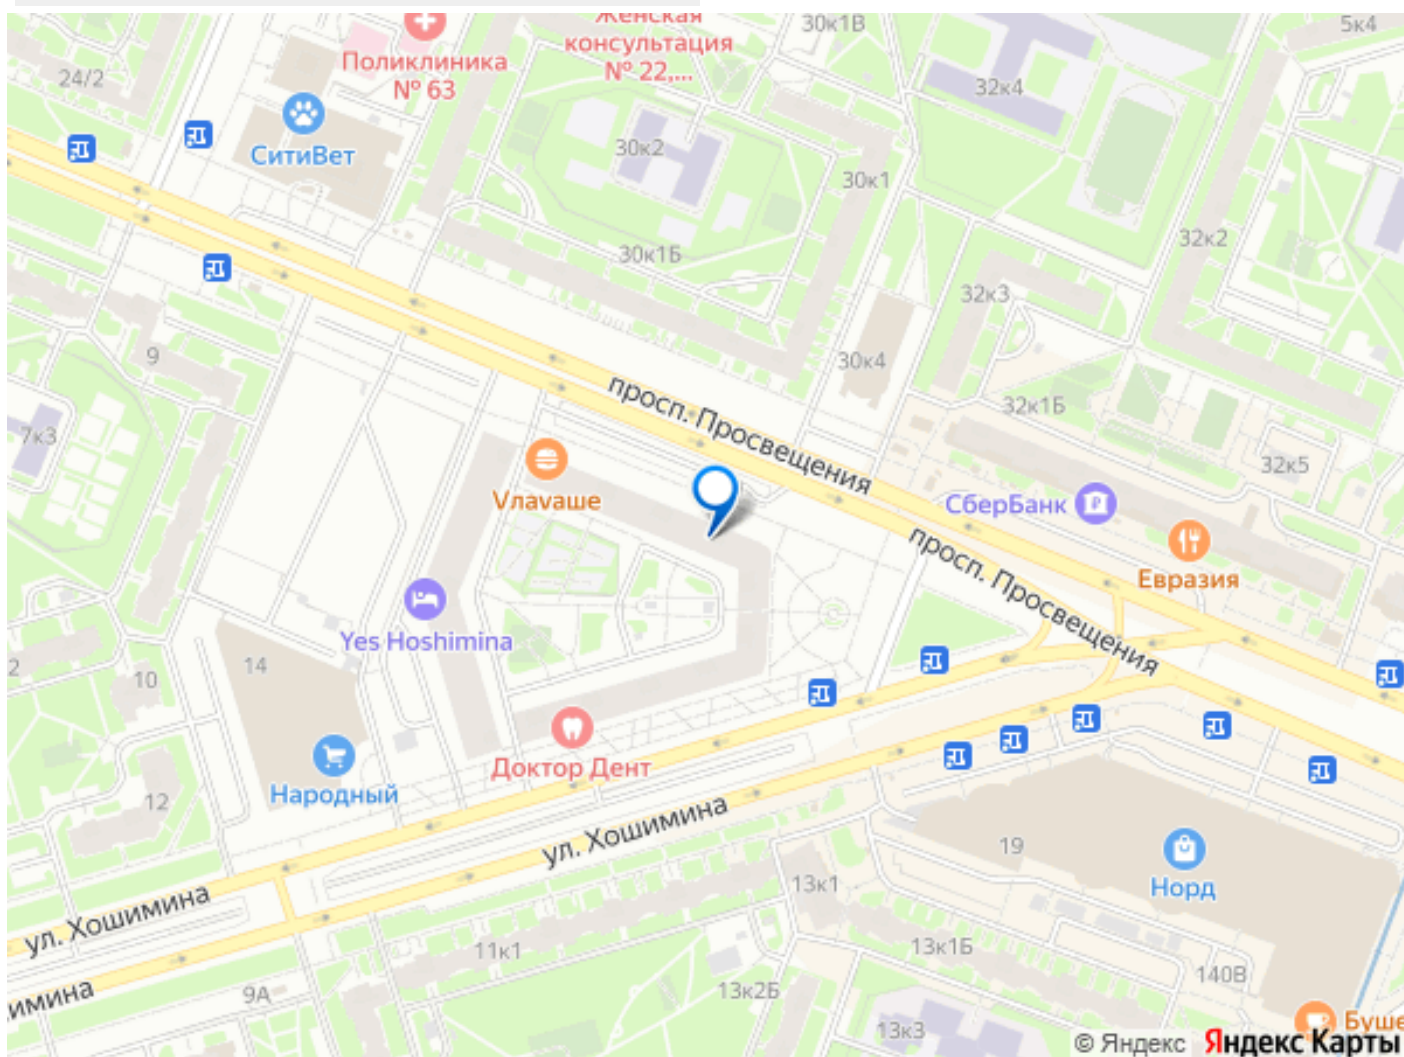 Женская
консультация
№ 22,...
30к1В
5к4
Поликлиника
№ 63
24/2
32к4
СитиВет
30к2
30к1
32к2
30к1Б
32к3
9
30к4
просп. Просвещения
32к1Б
7к3
32к5
Vлаvаше
СберБанк
просп. Просвещения
Евразия
Yes Hoshimina
14
2
10
Доктор Дент
Народный
12
ул. Хошимина
19
Норд
13к1
ул. Хошимина
11к1
13к1Б
140В
9А
13к2Б
имина
13к3
Буше
© Яндекс Яндекс Карты